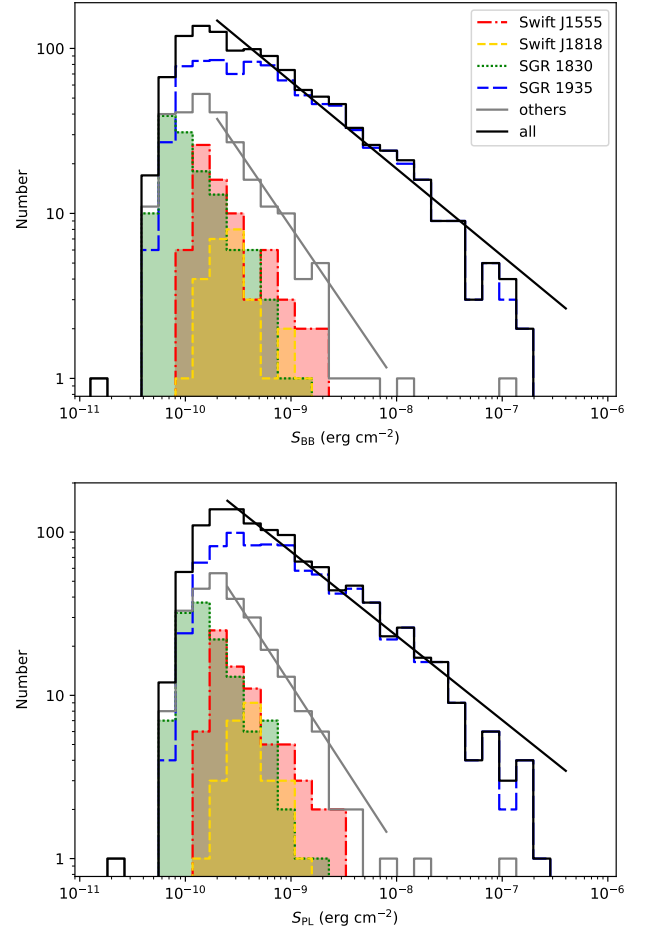 100
10
1
Number
10⁻¹¹ 10⁻¹⁰ 10⁻⁹ 10⁻⁸ 10⁻⁷ 10⁻⁶
S_BB (erg cm⁻²)
Swift J1555
Swift J1818
SGR 1830
SGR 1935
others
all
100
10
1
Number
10⁻¹¹ 10⁻¹⁰ 10⁻⁹ 10⁻⁸ 10⁻⁷ 10⁻⁶
S_PL (erg cm⁻²)